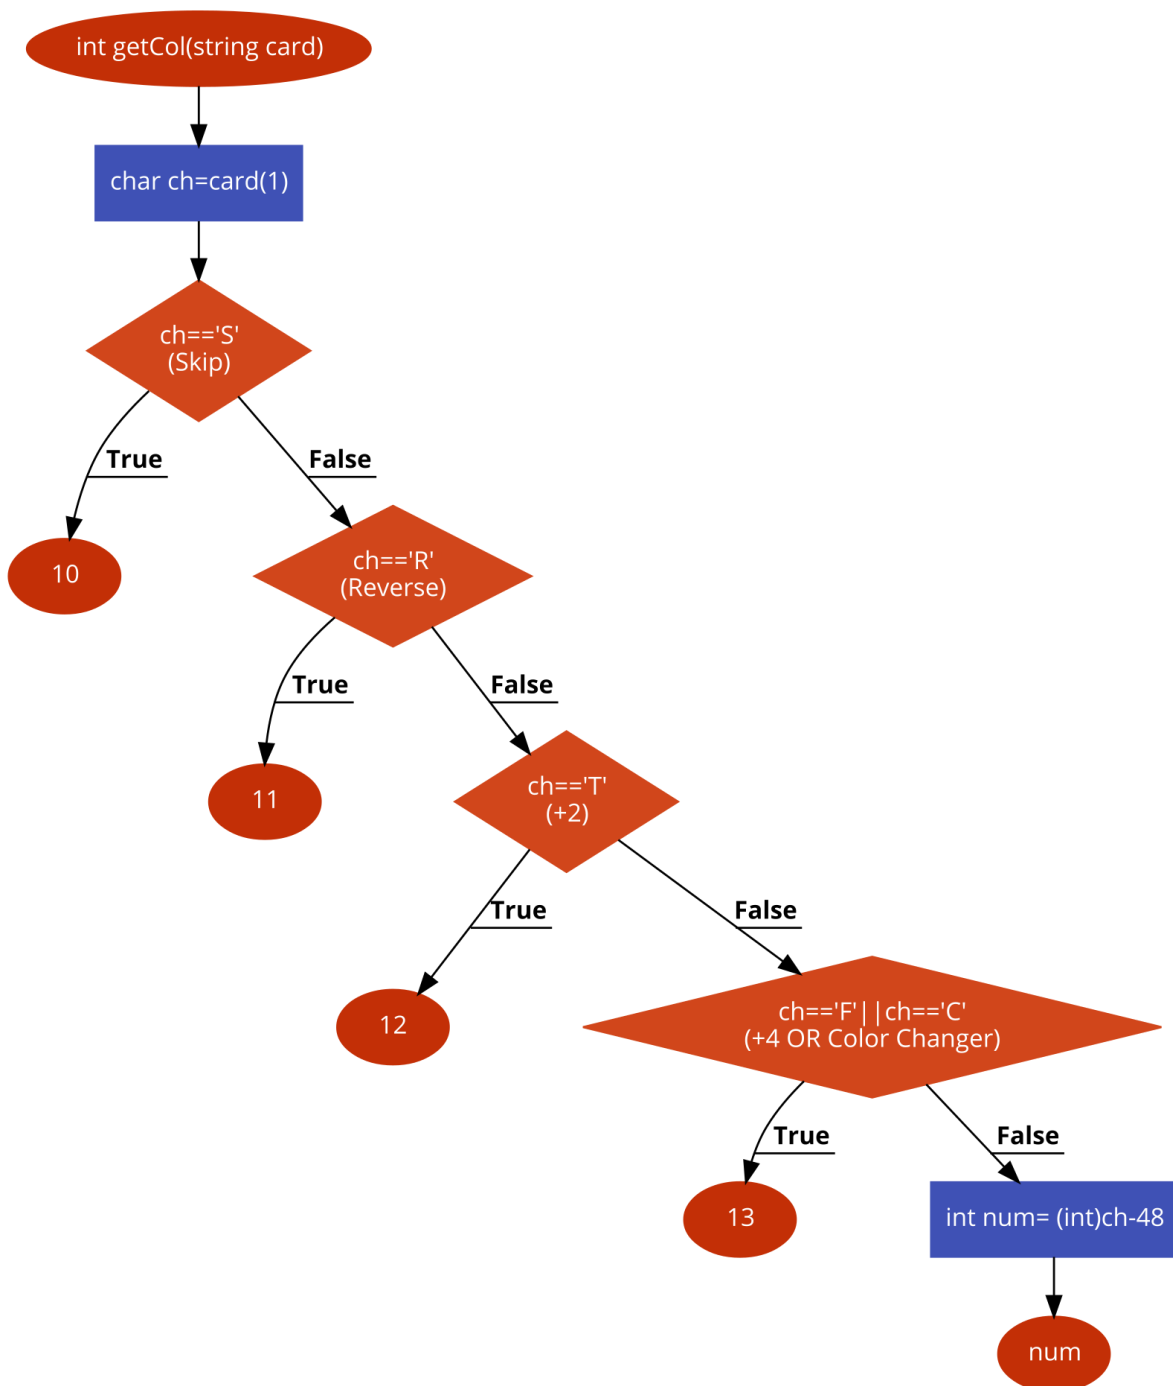 int getCol(string card)
char ch=card(1)
ch=='S'
(Skip)
True
False
10
ch=='R'
(Reverse)
True
False
11
ch=='T'
(+2)
True
False
12
ch=='F'||ch=='C'
(+4 OR Color Changer)
True
False
13
int num= (int)ch-48
num